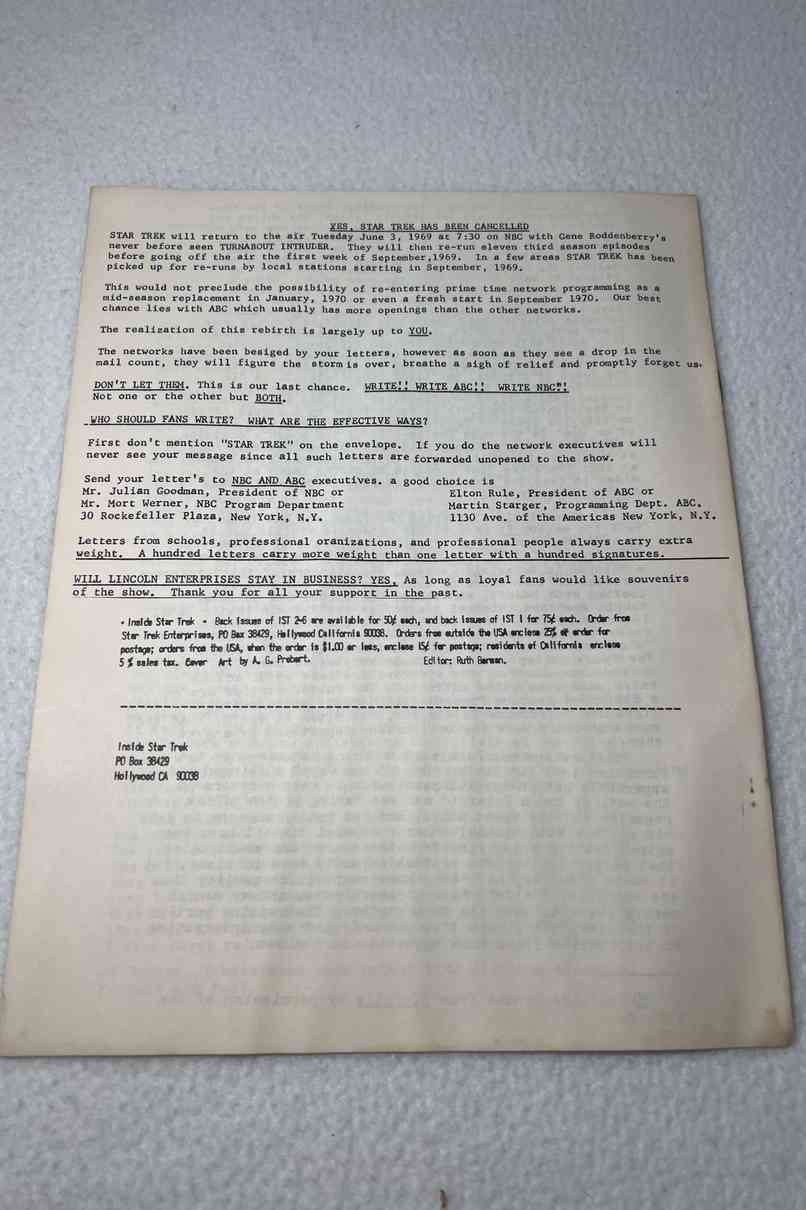 YES, STAR TREK HAS BEEN CANCELLED
STAR TREK will return to the air Tuesday June 3, 1969 at 7:30 on NBC with Gene Roddenberry's
never before seen TURNABOUT INTRUDER. They will then re-run eleven third season episodes
before going off the air the first week of September,1969. In a few areas STAR TREK has been
picked up for re-runs by local stations starting in September, 1969.
This would not preclude the possibility of re-entering prime time network programming as a
mid-season replacement in January, 1970 or even a fresh start in September 1970. Our best
chance lies with ABC which usually has more openings than the other networks.
The realization of this rebirth is largely up to YOU.
The networks have been besiged by your letters, however as soon as they see a drop in the
mail count, they will figure the storm is over, breathe a sigh of relief and promptly forget us.
DON'T LET THEM. This is our last chance. WRITE!! WRITE ABC!! WRITE NBC!!
Not one or the other but BOTH.
WHO SHOULD FANS WRITE? WHAT ARE THE EFFECTIVE WAYS?
First don't mention "STAR TREK" on the envelope. If you do the network executives will
never see your message since all such letters are forwarded unopened to the show.
Send your letter's to NBC AND ABC executives. a good choice is
Mr. Julian Goodman, President of NBC or Elton Rule, President of ABC or
Mr. Mort Werner, NBC Program Department Martin Starger, Programming Dept. ABC.
30 Rockefeller Plaza, New York, N.Y. 1130 Ave. of the Americas New York, N.Y.
Letters from schools, professional oranizations, and professional people always carry extra
weight. A hundred letters carry more weight than one letter with a hundred signatures.
WILL LINCOLN ENTERPRISES STAY IN BUSINESS? YES. As long as loyal fans would like souvenirs
of the show. Thank you for all your support in the past.
• Inside Star Trek • Back issues of IST 2-6 are available for 50¢ each, and back issues of IST 1 for 75¢ each. Order from
Star Trek Enterprises, PO Box 38429, Hollywood California 90038. Orders from outside the USA enclose 25% of order for
postage; orders from the USA, when the order is $1.00 or less, enclose 15¢ for postage; residents of California enclose
5 % sales tax. Cover Art by A. G. Probert. Editor: Ruth Berman.
Inside Star Trek
PO Box 38429
Hollywood CA 90038